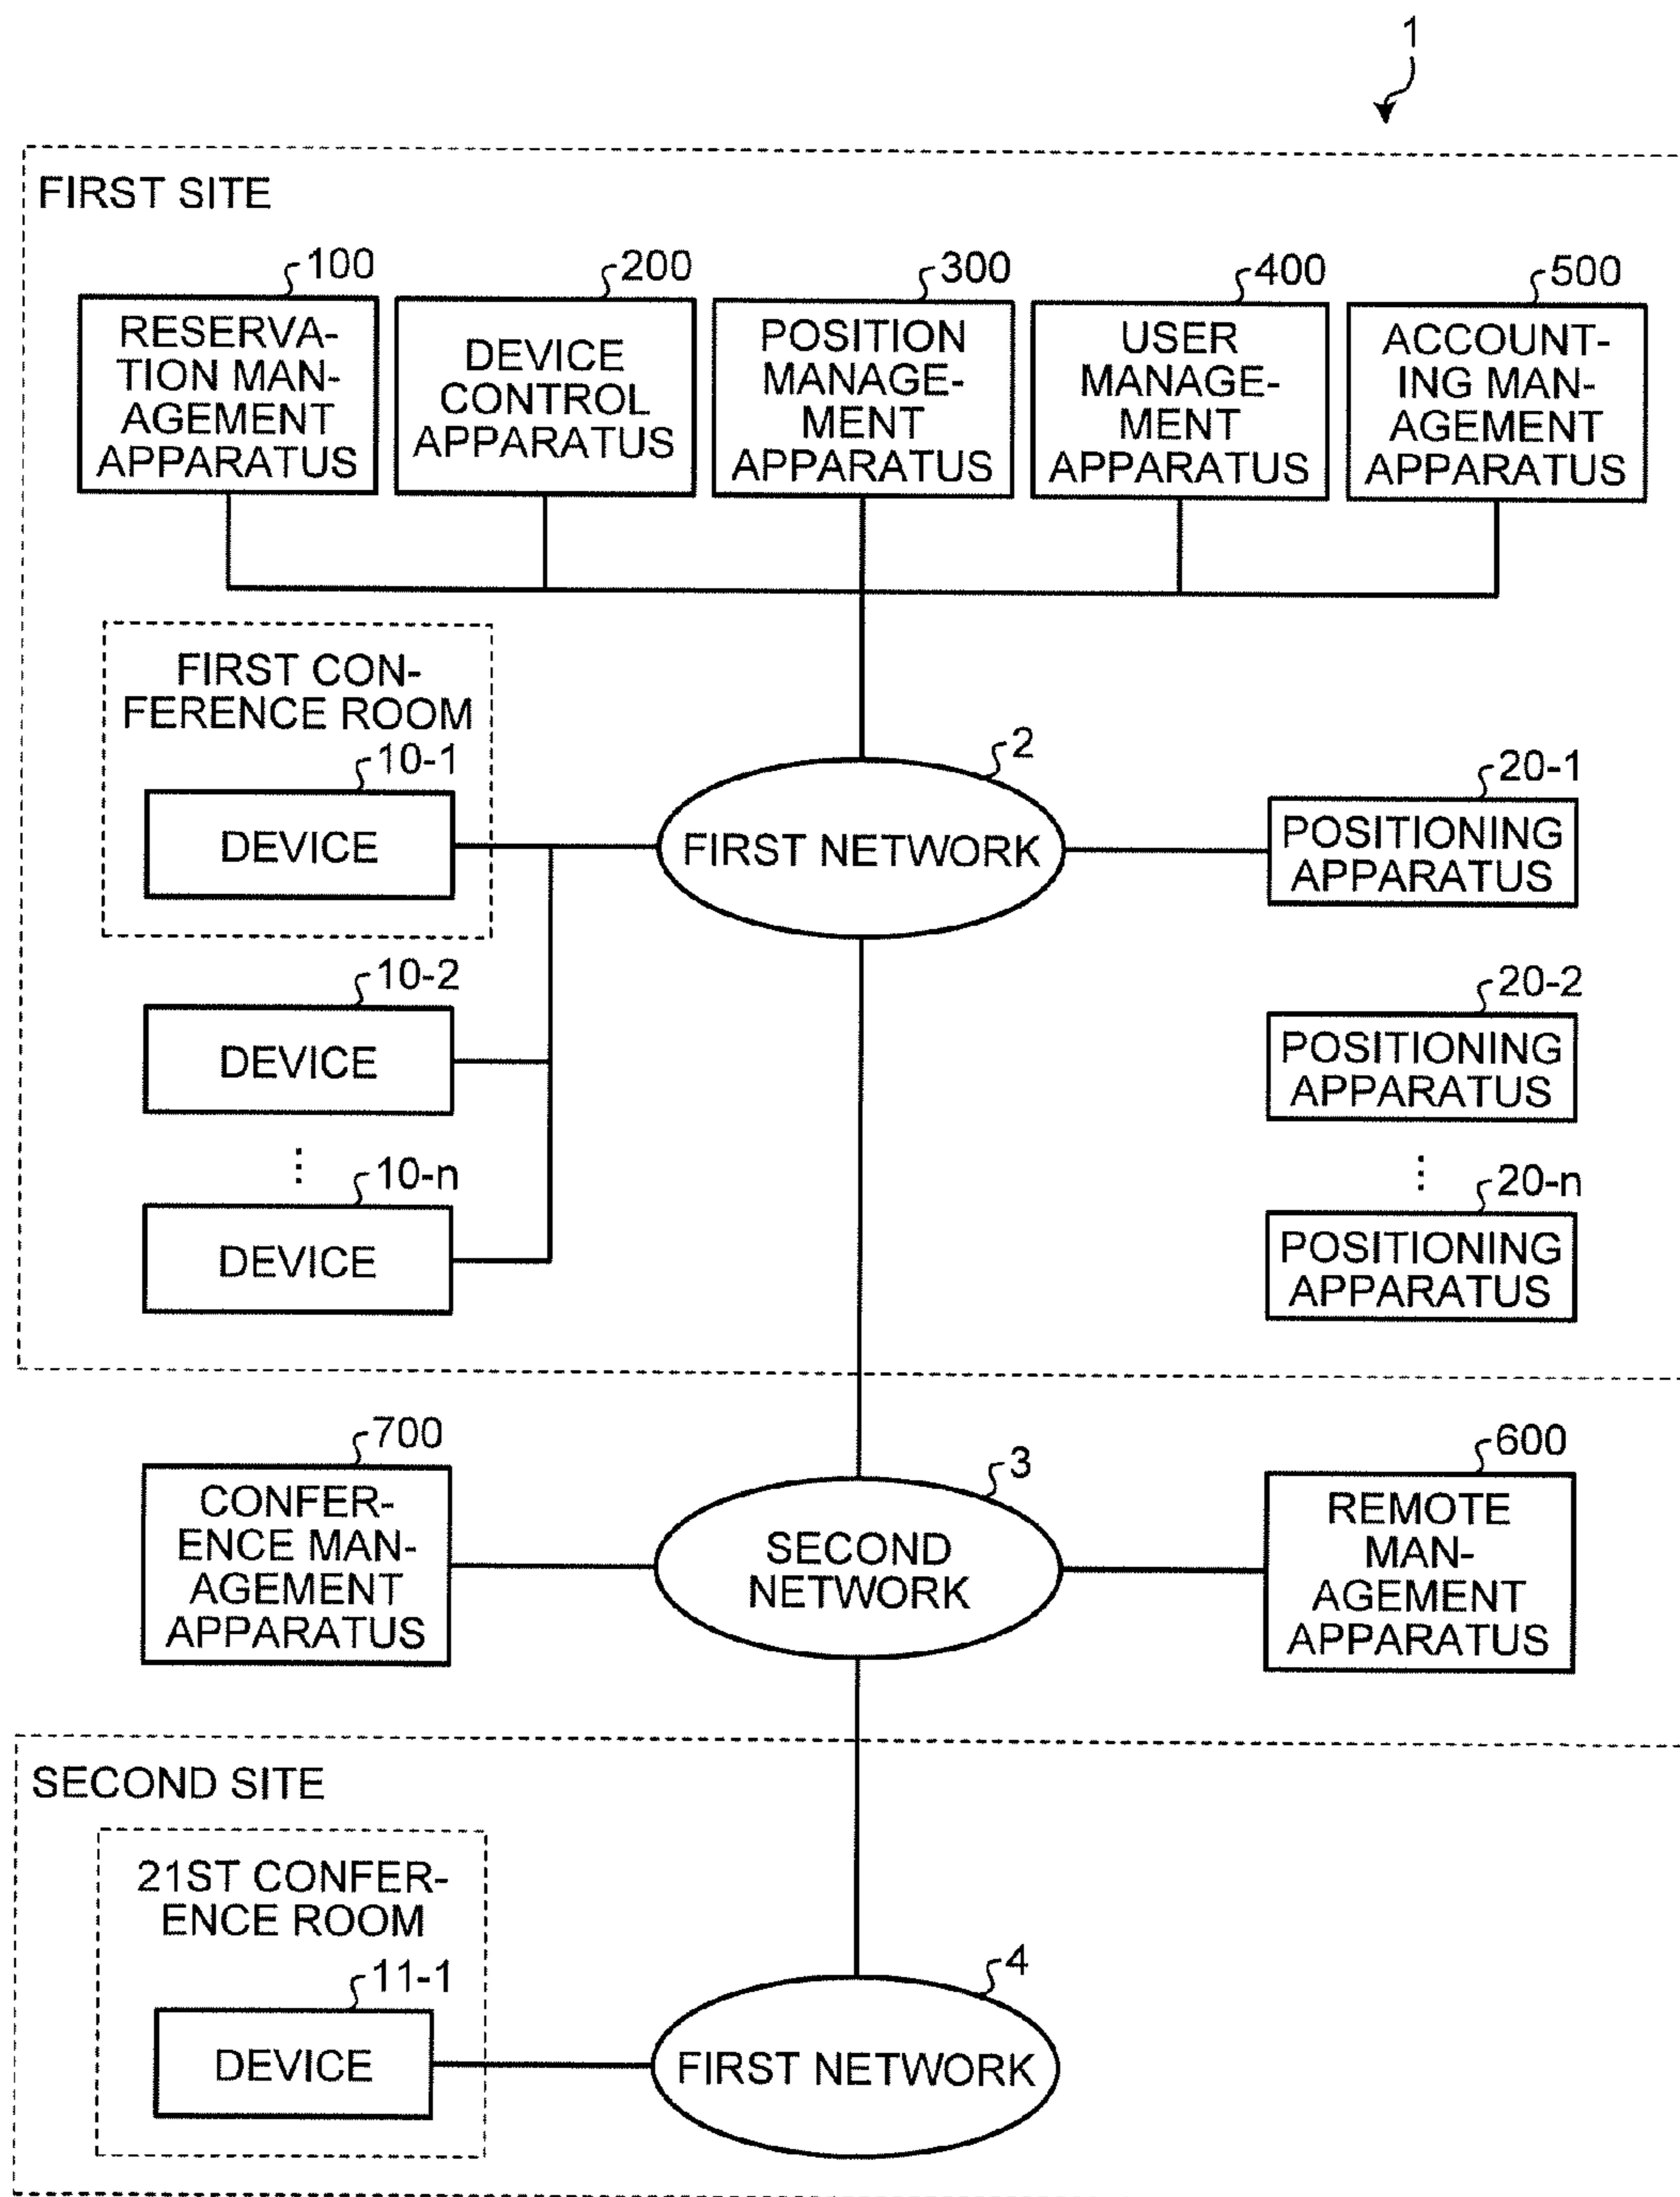 1
FIRST SITE
100
200
300
400
500
RESERVA-
TION MAN-
AGEMENT
APPARATUS
DEVICE
CONTROL
APPARATUS
POSITION
MANAGE-
MENT
APPARATUS
USER
MANAGE-
MENT
APPARATUS
ACCOUNT-
ING MAN-
AGEMENT
APPARATUS
FIRST CON-
FERENCE ROOM
10-1
DEVICE
2
FIRST NETWORK
20-1
POSITIONING
APPARATUS
10-2
DEVICE
20-2
POSITIONING
APPARATUS
⋮
10-n
DEVICE
⋮
20-n
POSITIONING
APPARATUS
700
CONFER-
ENCE MAN-
AGEMENT
APPARATUS
3
SECOND
NETWORK
600
REMOTE
MAN-
AGEMENT
APPARATUS
SECOND SITE
21ST CONFER-
ENCE ROOM
11-1
DEVICE
4
FIRST NETWORK